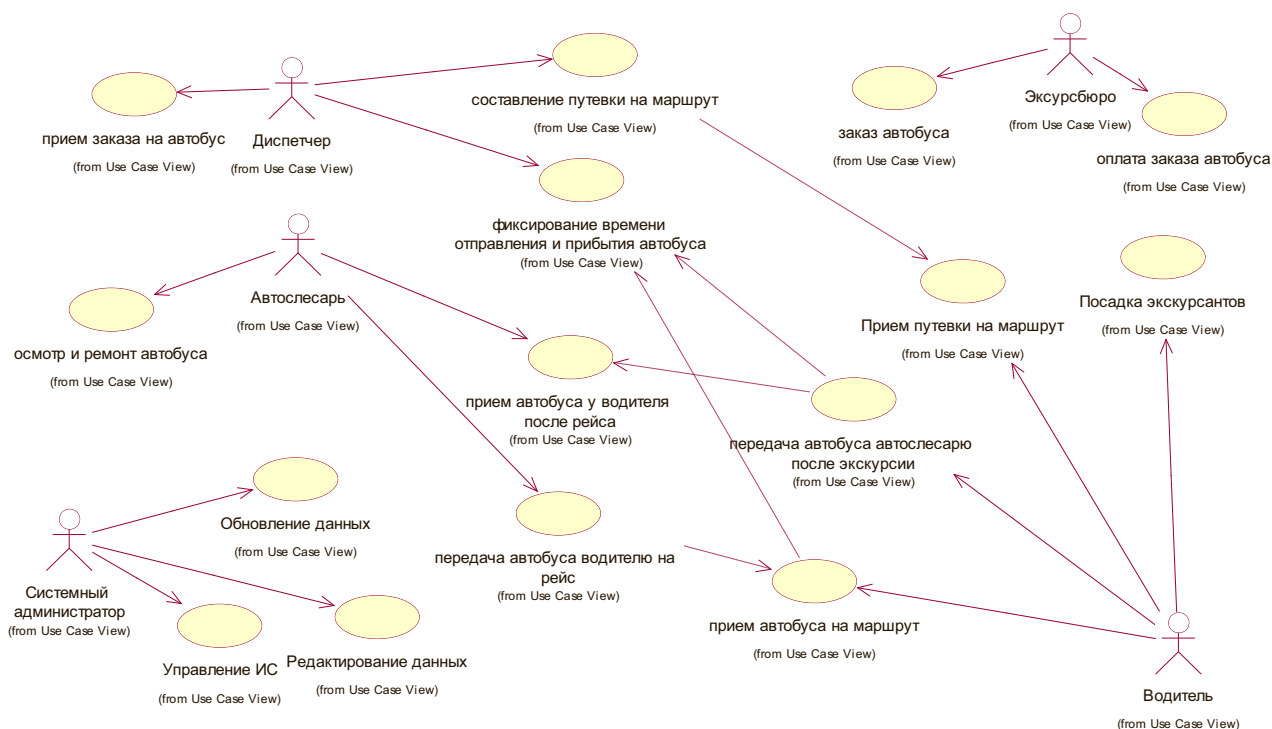 прием заказа на автобус
(from Use Case View)
Диспетчер
(from Use Case View)
составление путевки на маршрут
(from Use Case View)
заказ автобуса
(from Use Case View)
Эксурсбюро
(from Use Case View)
оплата заказа автобуса
(from Use Case View)
фиксирование времени
отправления и прибытия автобуса
(from Use Case View)
Автослесарь
(from Use Case View)
осмотр и ремонт автобуса
(from Use Case View)
Прием путевки на маршрут
(from Use Case View)
Посадка экскурсантов
(from Use Case View)
прием автобуса у водителя
после рейса
(from Use Case View)
передача автобуса автослесарю
после экскурсии
(from Use Case View)
Обновление данных
(from Use Case View)
передача автобуса водителю на
рейс
(from Use Case View)
Системный
администратор
(from Use Case View)
прием автобуса на маршрут
(from Use Case View)
Управление ИС
(from Use Case View)
Редактирование данных
(from Use Case View)
Водитель
(from Use Case View)